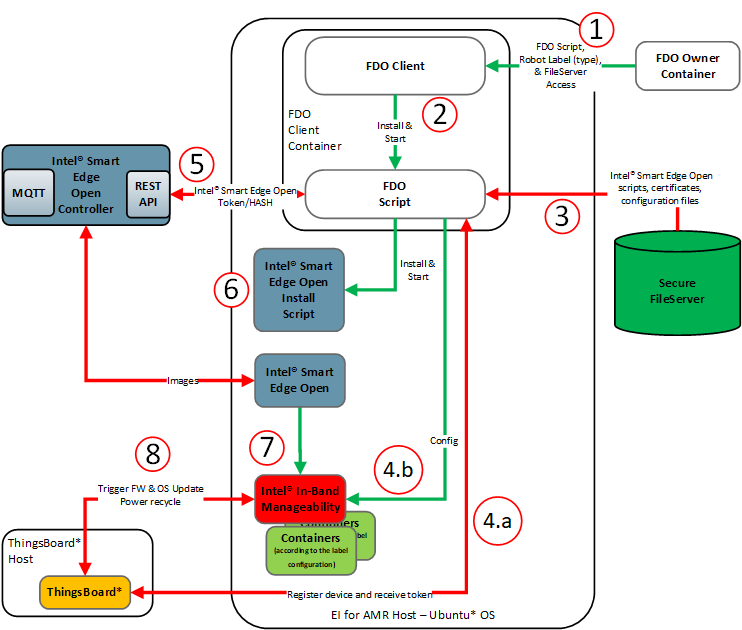 1
FDO Script,
Robot Label (type),
& FileServer
Access
FDO Owner
Container
FDO Client
2
FDO
Client
Container
Install &
Start
5
Intel® Smart
Edge
Open
Controller
MQTT
REST
API
Intel® Smart Edge Open
Token/HASH
FDO
Script
3
Intel® Smart Edge Open
scripts, certificates,
configuration files
Secure
FileServer
6
Intel® Smart
Edge Open
Install
Script
Install &
Start
Intel® Smart
Edge Open
Images
Config
7
8
4.b
4.a
Trigger FW & OS Update
Power recycle
Intel® In-Band
Manageability
Containers
Containers
(according to the label
configuration)
ThingsBoard*
Host
ThingsBoard*
Register device and receive token
EI for AMR Host – Ubuntu* OS